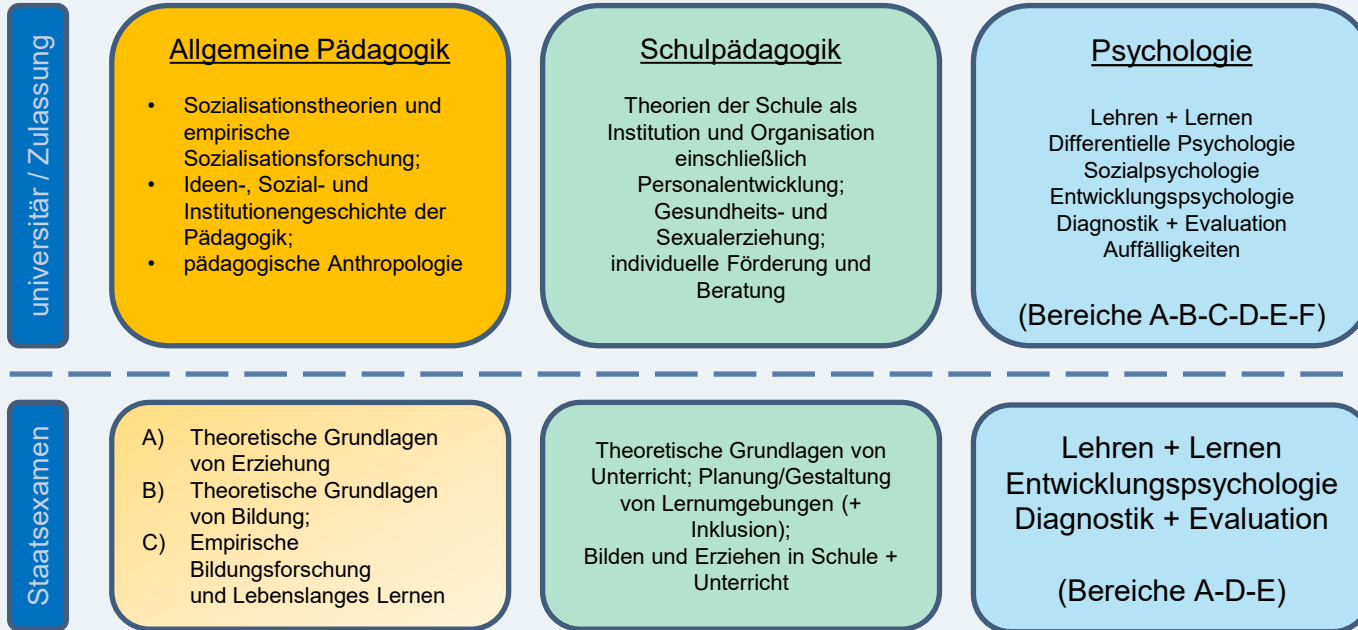 universitär / Zulassung
Allgemeine Pädagogik
• Sozialisationstheorien und
empirische
Sozialisationsforschung;
• Ideen-, Sozial- und
Institutionengeschichte der
Pädagogik;
• pädagogische Anthropologie
Schulpädagogik
Theorien der Schule als
Institution und Organisation
einschließlich
Personalentwicklung;
Gesundheits- und
Sexualerziehung;
individuelle Förderung und
Beratung
Psychologie
Lehren + Lernen
Differentielle Psychologie
Sozialpsychologie
Entwicklungspsychologie
Diagnostik + Evaluation
Auffälligkeiten
(Bereiche A-B-C-D-E-F)
Staatsexamen
A) Theoretische Grundlagen
von Erziehung
B) Theoretische Grundlagen
von Bildung;
C) Empirische
Bildungsforschung
und Lebenslanges Lernen
Theoretische Grundlagen von
Unterricht; Planung/Gestaltung
von Lernumgebungen (+
Inklusion);
Bilden und Erziehen in Schule +
Unterricht
Lehren + Lernen
Entwicklungspsychologie
Diagnostik + Evaluation
(Bereiche A-D-E)